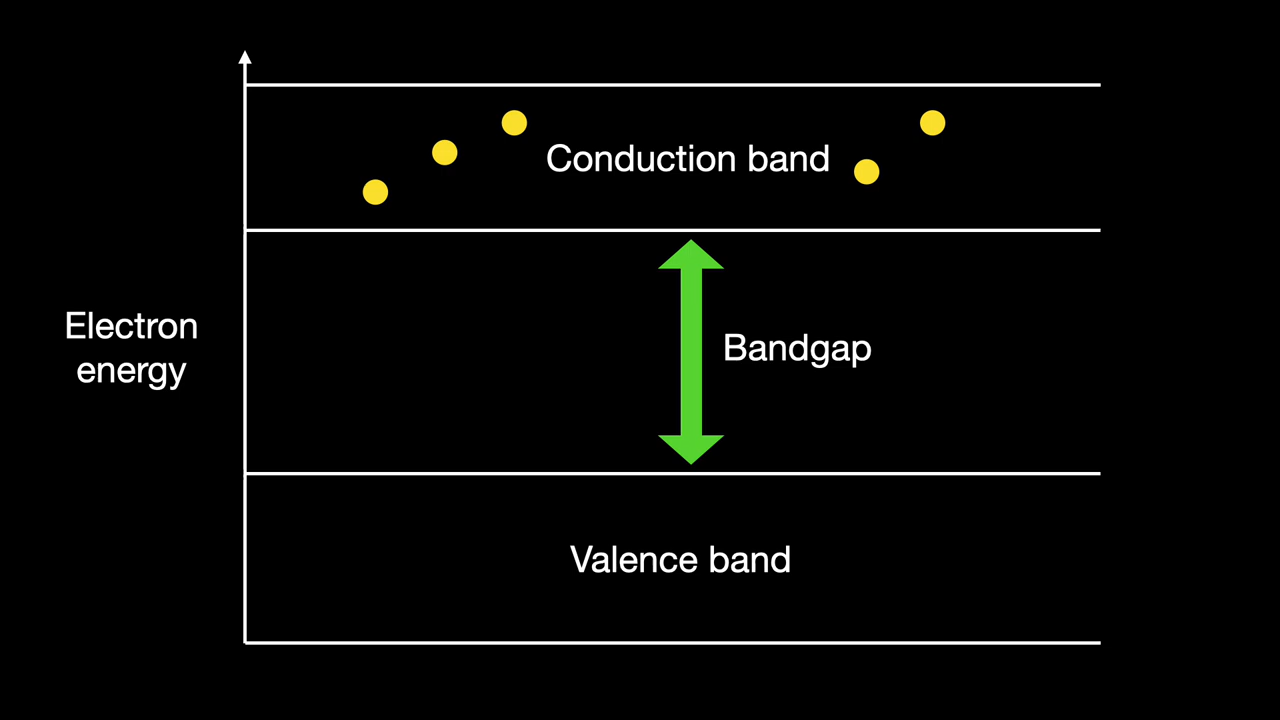 Conduction band
Electron
energy
Bandgap
Valence band